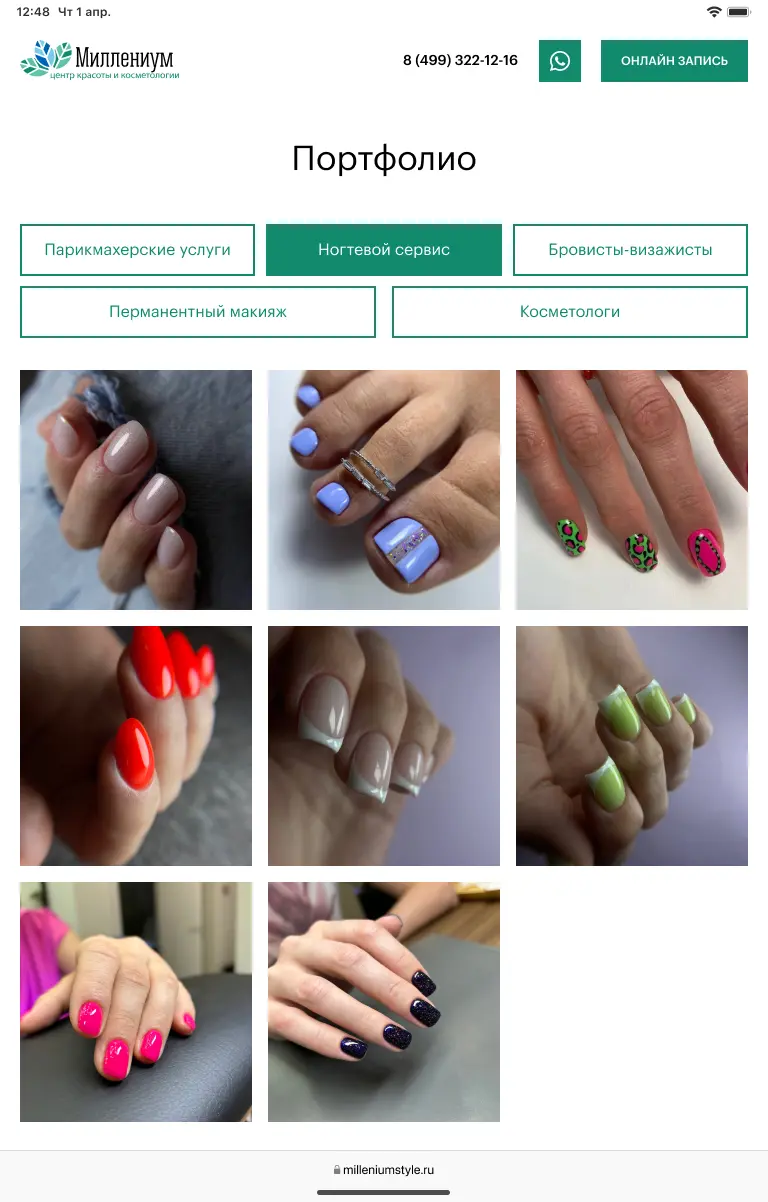 12:48 Чт 1 апр.
Миллениум
центр красоты и косметологии
8 (499) 322-12-16
ОНЛАЙН ЗАПИСЬ
Портфолио
Парикмахерские услуги
Ногтевой сервис
Бровисты-визажисты
Перманентный макияж
Косметологи
milleniumstyle.ru